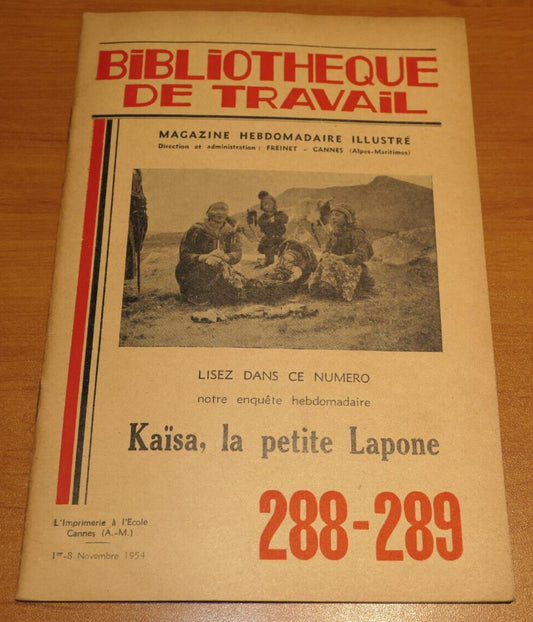 BiBLiOTHEQUE
DE TRAVAiL
MAGAZINE HEBDOMADAIRE ILLUSTRÉ
Direction et administration : FREINET - CANNES (Alpes-Maritimes)
LISEZ DANS CE NUMERO
notre enquête hebdomadaire
Kaïsa, la petite Lapone
L'Imprimerie à l'Ecole
Cannes (A.-M.)
1er-8 Novembre 1954
288-289